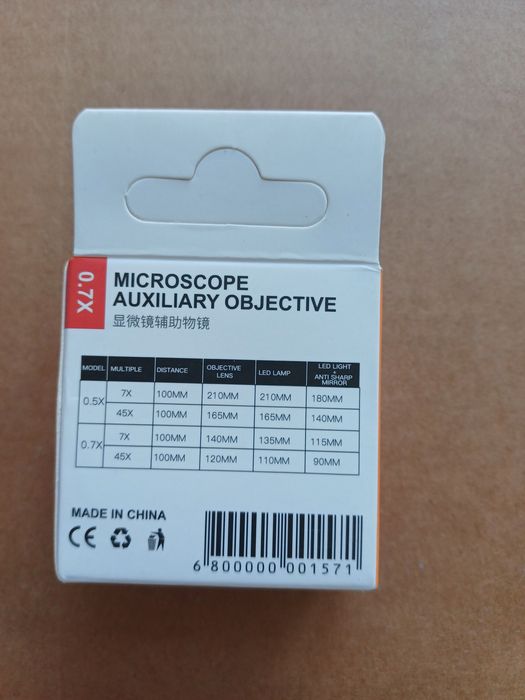 0.7X
MICROSCOPE
AUXILIARY OBJECTIVE
显微镜辅助物镜
MODEL MULTIPLE DISTANCE OBJECTIVE LENS LED LAMP LED LIGHT + ANTI SHARP MIRROR
0.5X 7X 100MM 210MM 210MM 180MM
45X 100MM 165MM 165MM 140MM
0.7X 7X 100MM 140MM 135MM 115MM
45X 100MM 120MM 110MM 90MM
MADE IN CHINA
CE
6 800000 001571